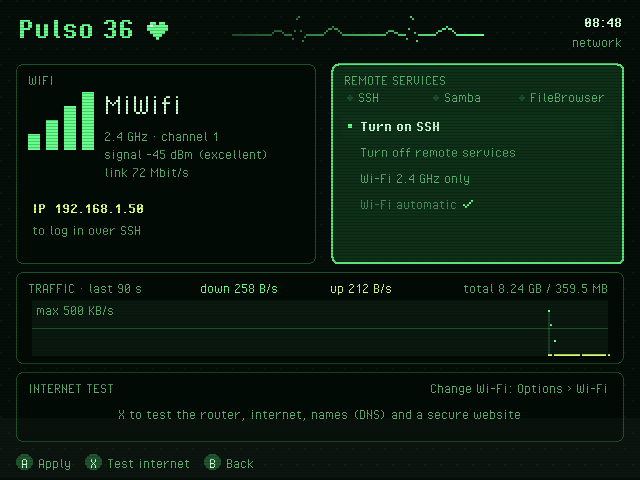 Pulso 36
08:48
network
WIFI
MiWifi
2.4 GHz · channel 1
signal -45 dBm (excellent)
link 72 Mbit/s
IP 192.168.1.50
to log in over SSH
REMOTE SERVICES
SSH Samba FileBrowser
Turn on SSH
Turn off remote services
Wi-Fi 2.4 GHz only
Wi-Fi automatic ✓
TRAFFIC · last 90 s down 258 B/s up 212 B/s total 8.24 GB / 359.5 MB
max 500 KB/s
INTERNET TEST Change Wi-Fi: Options › Wi-Fi
X to test the router, internet, names (DNS) and a secure website
A Apply X Test internet B Back